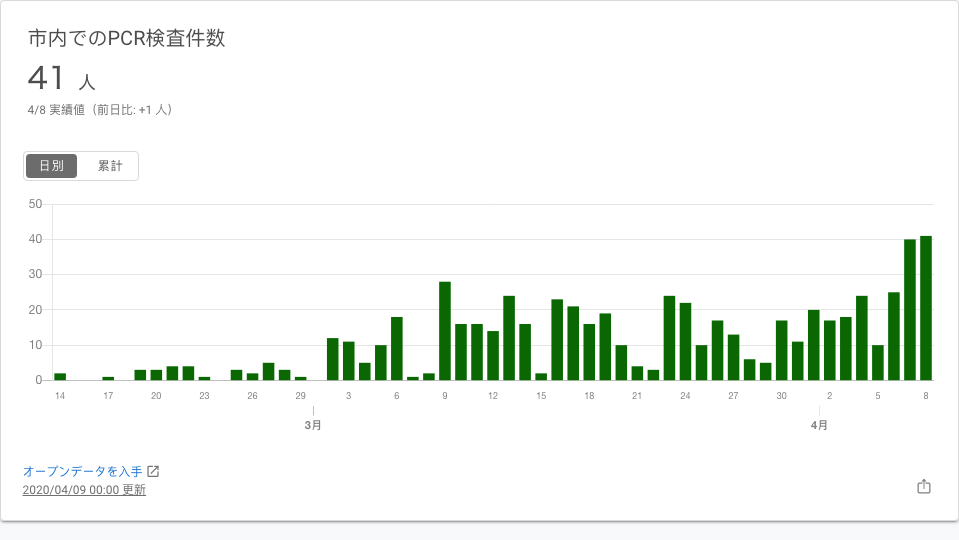 市内でのPCR検査件数
41 人
4/8 実績値（前日比: +1 人）
日別 累計
50
40
30
20
10
0
14 17 20 23 26 29 3 6 9 12 15 18 21 24 27 30 2 5 8
3月 4月
オープンデータを入手
2020/04/09 00:00 更新